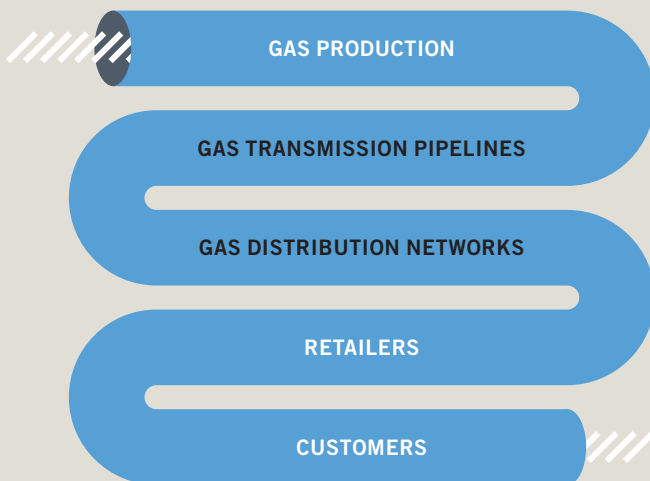 GAS PRODUCTION
GAS TRANSMISSION PIPELINES
GAS DISTRIBUTION NETWORKS
RETAILERS
CUSTOMERS